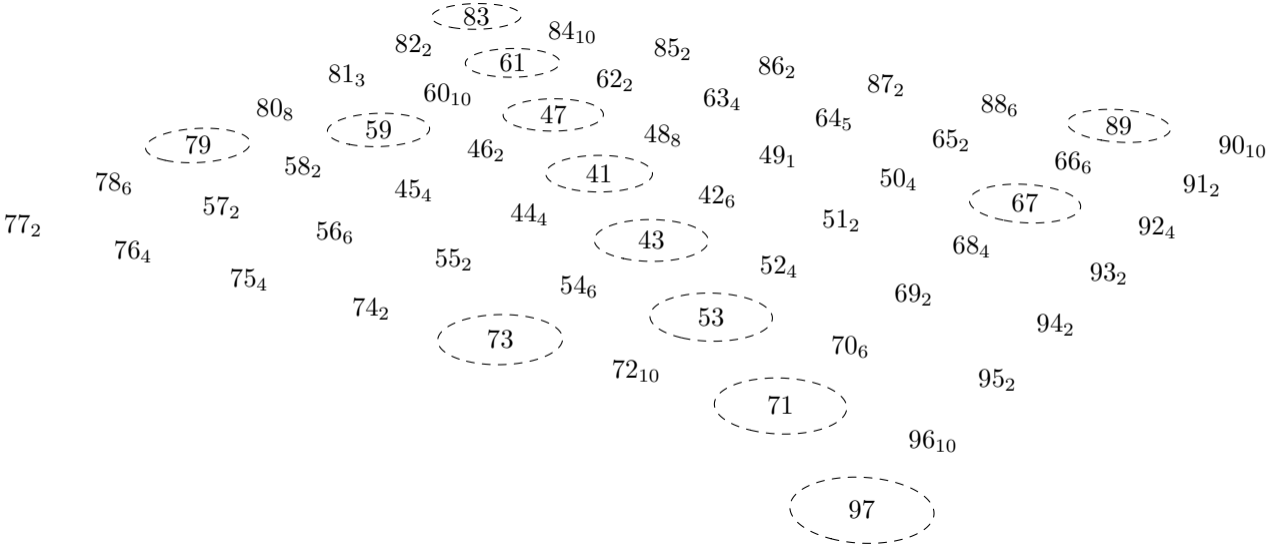 83 84₁₀ 85₂ 86₂ 87₂ 88₆ 89 90₁₀
82₂ 61 62₂ 63₄ 64₅ 65₂ 66₆ 91₂
81₃ 60₁₀ 47 48₈ 49₁ 50₄ 67 92₄
80₈ 59 46₂ 41 42₆ 51₂ 68₄ 93₂
79 58₂ 45₄ 44₄ 43 52₄ 69₂ 94₂
78₆ 57₂ 56₆ 55₂ 54₆ 53 70₆ 95₂
77₂ 76₄ 75₄ 74₂ 73 72₁₀ 71 96₁₀
97